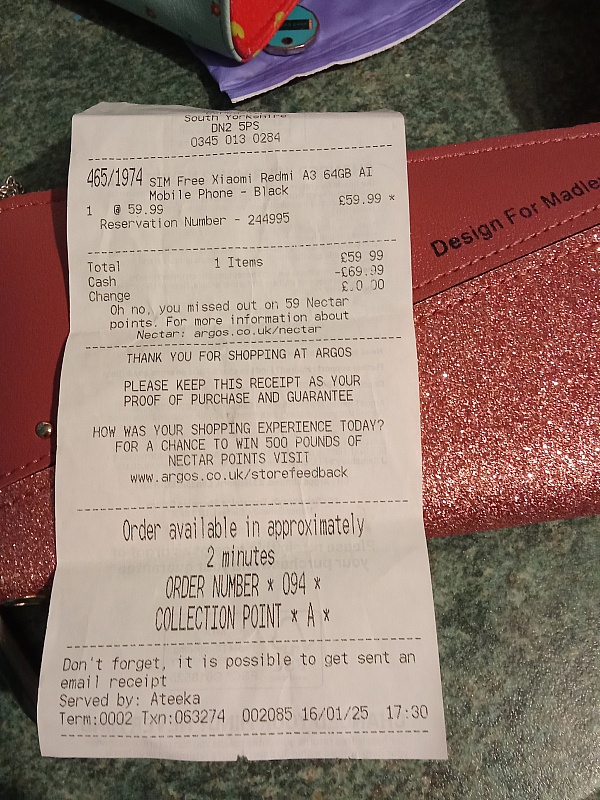 South Yorkshire
DN2 5PS
0345 013 0284
465/1974 SIM Free Xiaomi Redmi A3 64GB AI
Mobile Phone - Black
1 @ 59.99 £59.99 *
Reservation Number - 244995
Total 1 Items £59.99
Cash -£69.99
Change £10.00
Oh no, you missed out on 59 Nectar
points. For more information about
Nectar: argos.co.uk/nectar
THANK YOU FOR SHOPPING AT ARGOS
PLEASE KEEP THIS RECEIPT AS YOUR
PROOF OF PURCHASE AND GUARANTEE
HOW WAS YOUR SHOPPING EXPERIENCE TODAY?
FOR A CHANCE TO WIN 500 POUNDS OF
NECTAR POINTS VISIT
www.argos.co.uk/storefeedback
Order available in approximately
2 minutes
ORDER NUMBER * 094 *
COLLECTION POINT * A *
Don't forget, it is possible to get sent an
email receipt
Served by: Ateeka
Term:0002 Txn:063274 002085 16/01/25 17:30
Design For Madle